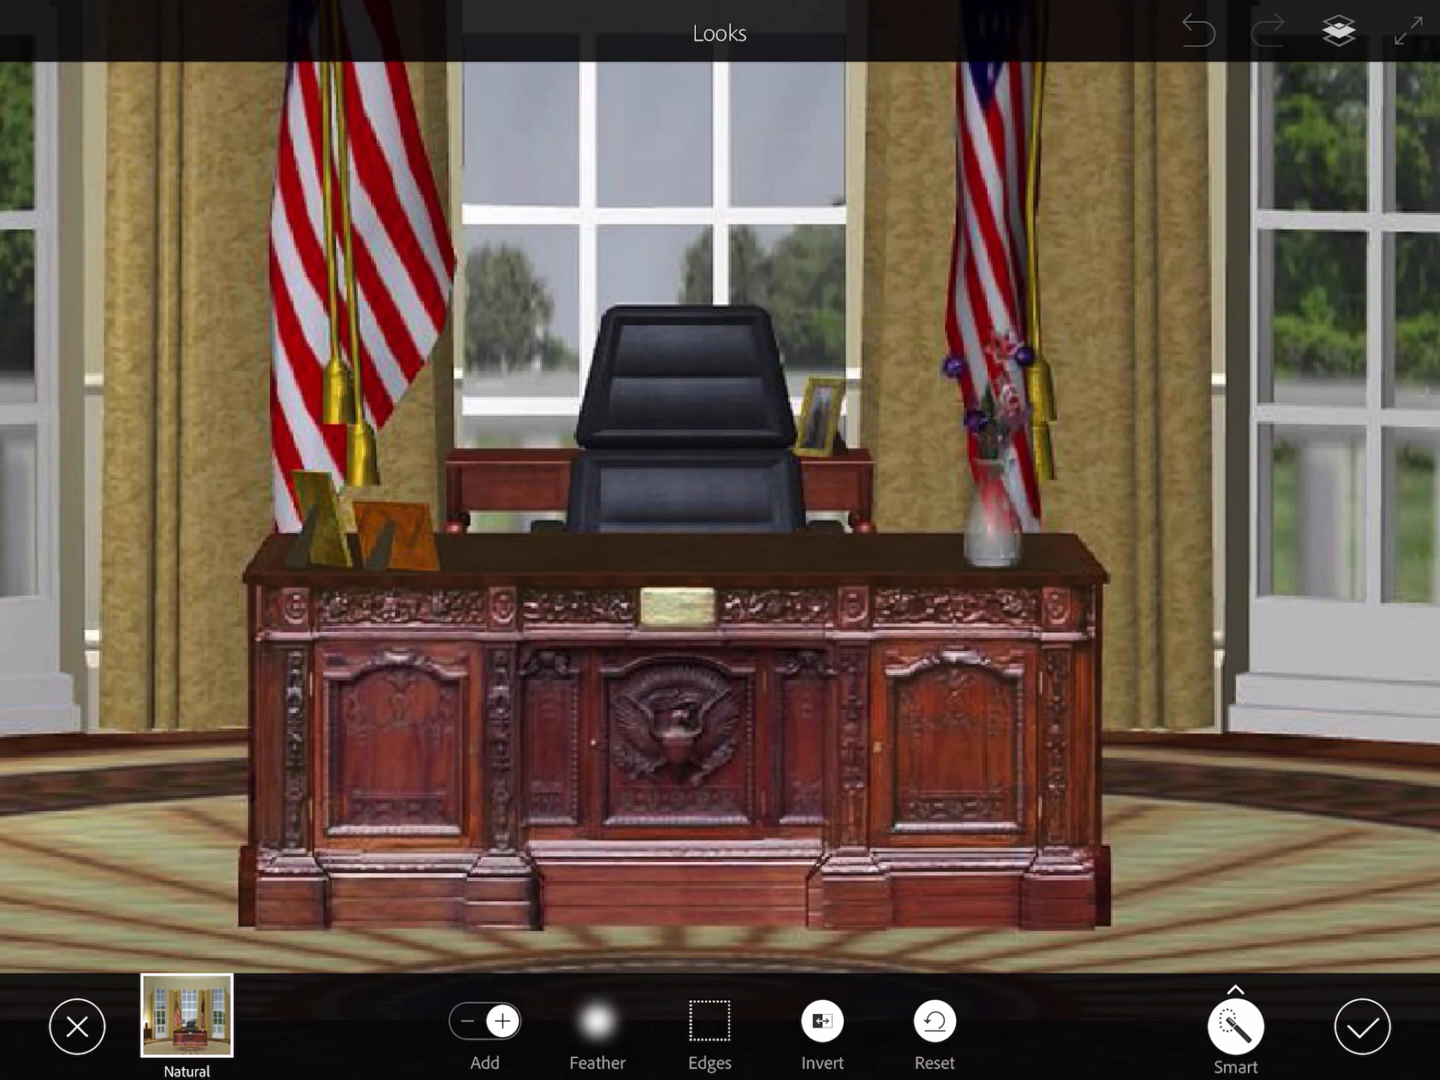 Looks
Natural
Add
Feather
Edges
Invert
Reset
Smart